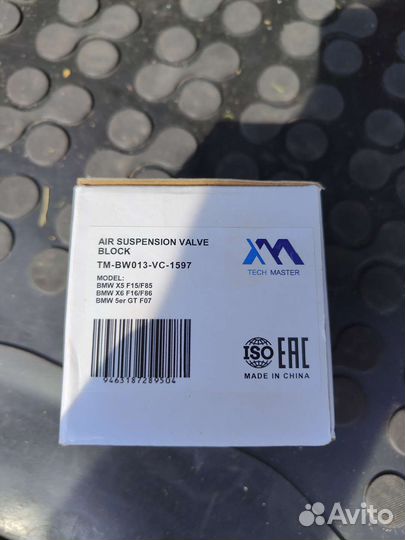 AIR SUSPENSION VALVE
BLOCK
TM-BW013-VC-1597
MODEL:
BMW X5 F15/F85
BMW X6 F16/F86
BMW 5er GT F07
9463187289504
TM
TECH MASTER
ISO EAC
MADE IN CHINA
Avito